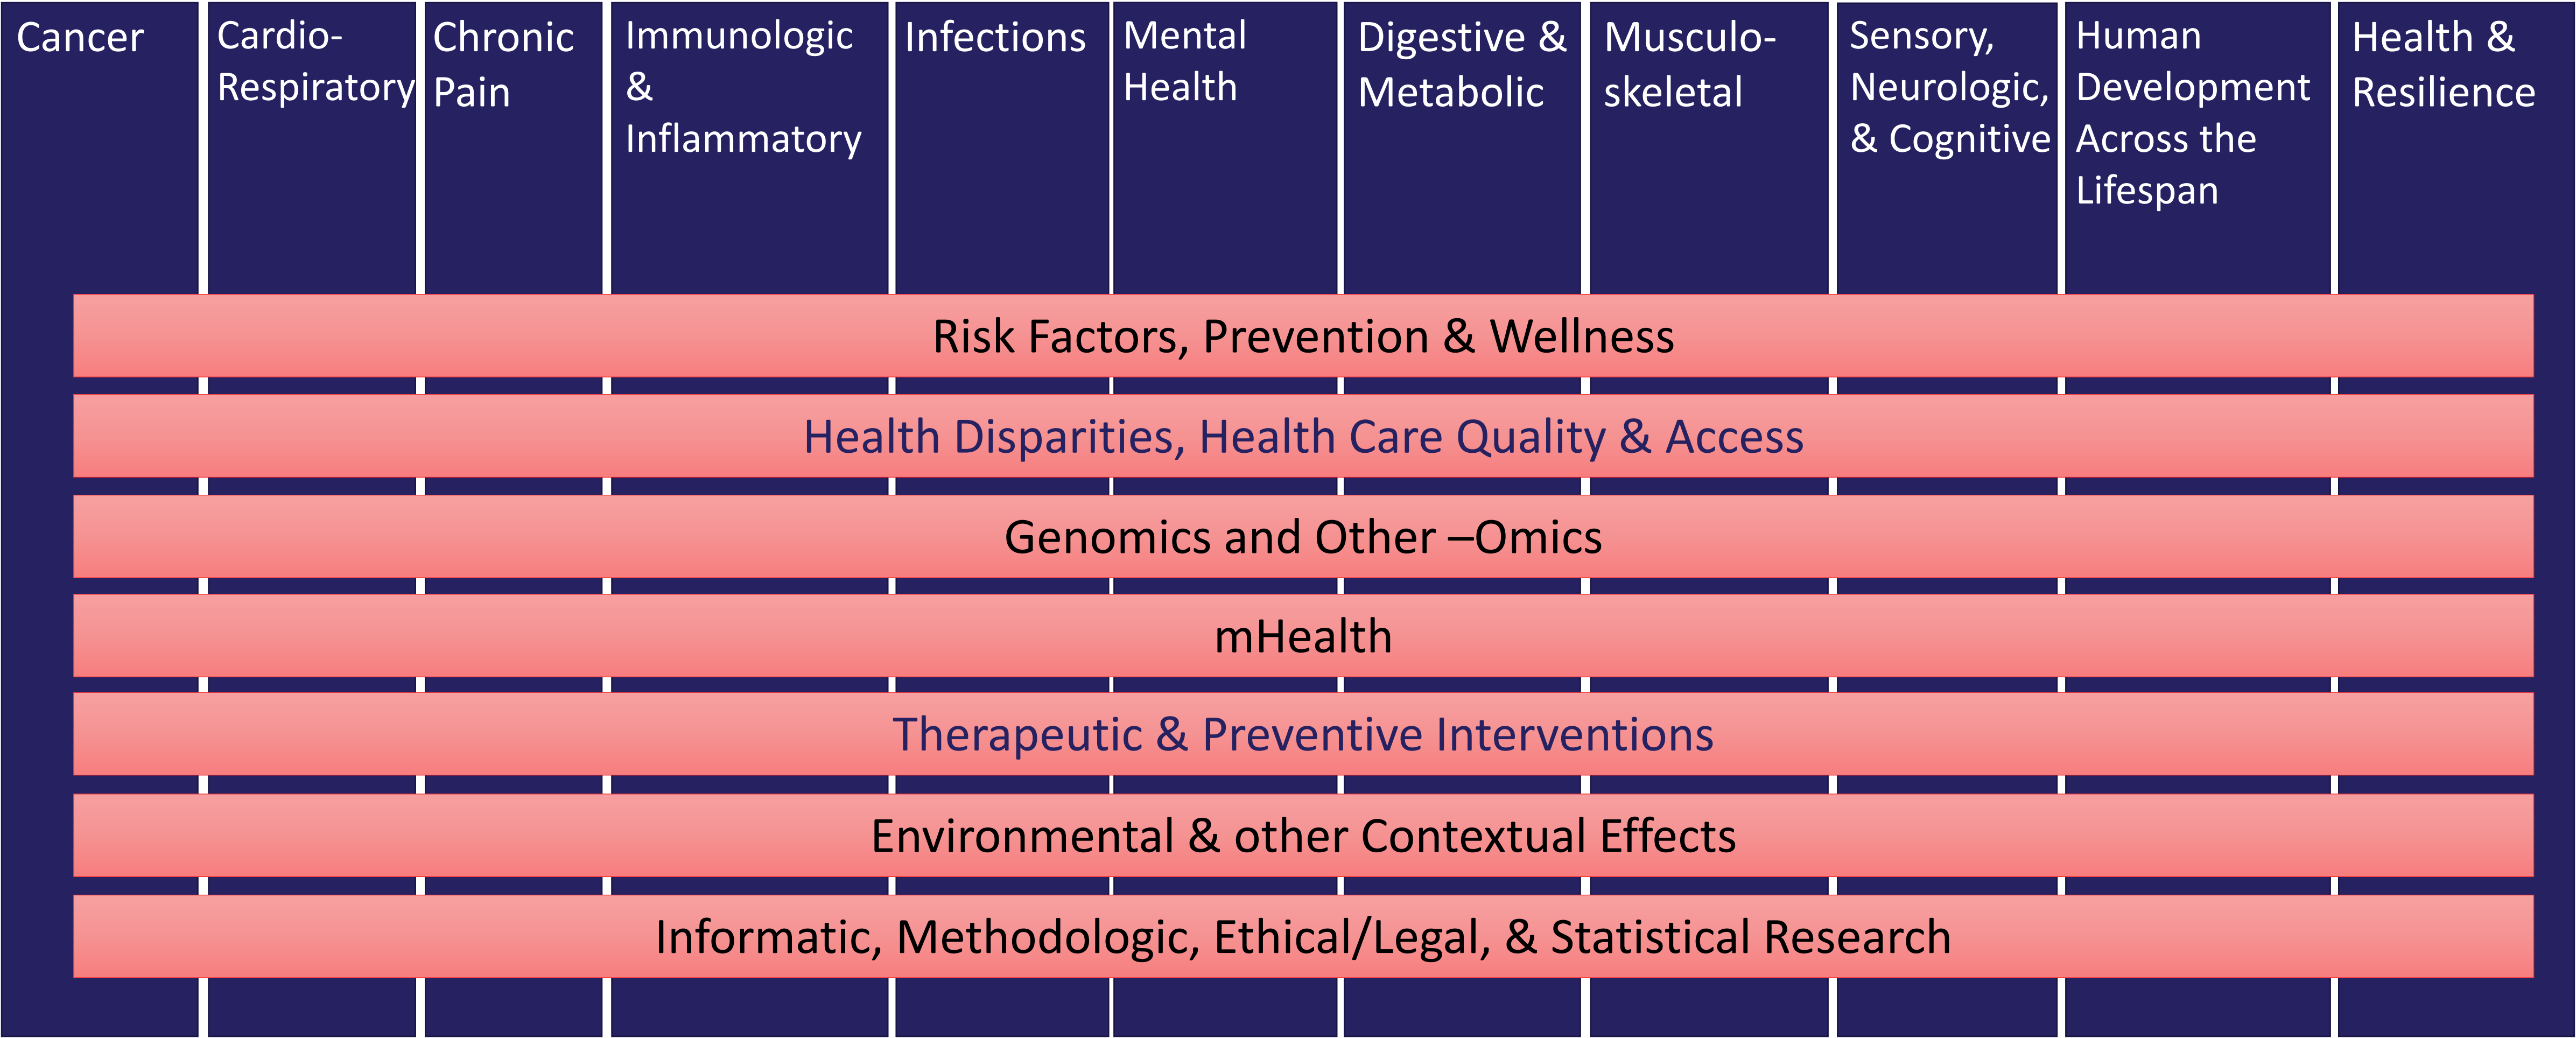 Cancer
Cardio-
Respiratory
Chronic
Pain
Immunologic
&
Inflammatory
Infections
Mental
Health
Digestive &
Metabolic
Musculo-
skeletal
Sensory,
Neurologic,
& Cognitive
Human
Development
Across the
Lifespan
Health &
Resilience
Risk Factors, Prevention & Wellness
Health Disparities, Health Care Quality & Access
Genomics and Other –Omics
mHealth
Therapeutic & Preventive Interventions
Environmental & other Contextual Effects
Informatic, Methodologic, Ethical/Legal, & Statistical Research